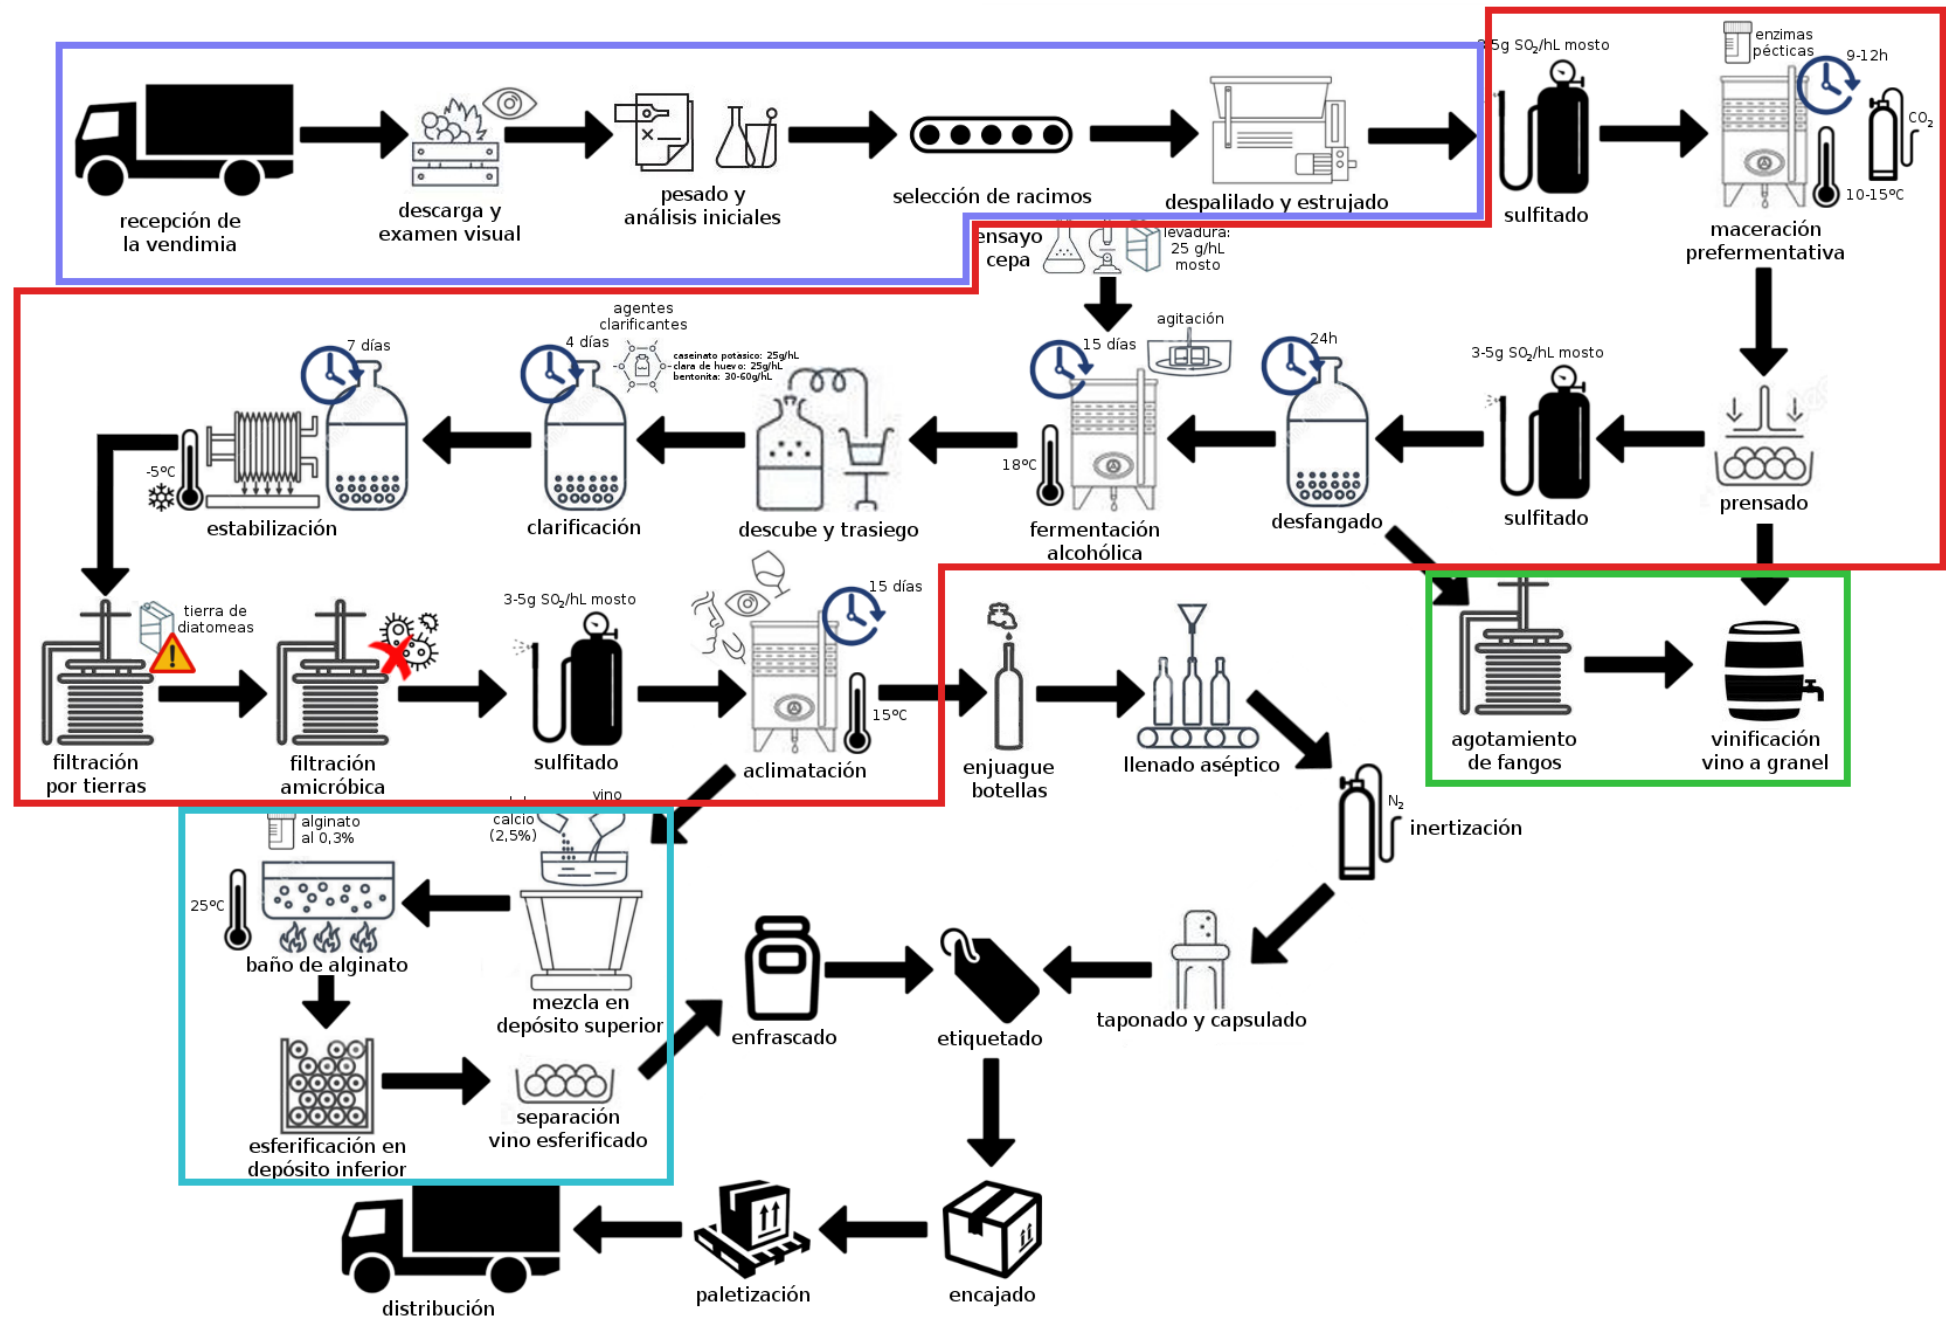 recepción de
la vendimia
descarga y
examen visual
pesado y
análisis iniciales
selección de racimos
despalilado y estrujado
5g SO₂/hL mosto
sulfitado
enzimas
pécticas
9-12h
CO₂
10-15ºC
maceración
prefermentativa
ensayo
cepa
levadura:
25 g/hL
mosto
7 días
-5ºC
estabilización
agentes
clarificantes
4 días
caseinato potásico: 25g/hL
clara de huevo: 25g/hL
bentonita: 30-60g/hL
clarificación
descube y trasiego
15 días
agitación
18ºC
fermentación
alcohólica
24h
desfangado
3-5g SO₂/hL mosto
sulfitado
prensado
tierra de
diatomeas
filtración
por tierras
filtración
amicróbica
3-5g SO₂/hL mosto
sulfitado
15 días
15ºC
aclimatación
enjuague
botellas
llenado aséptico
agotamiento
de fangos
vinificación
vino a granel
N₂
inertización
alginato
al 0,3%
25ºC
baño de alginato
vino
calcio
(2,5%)
mezcla en
depósito superior
esferificación en
depósito inferior
separación
vino esferificado
enfrascado
etiquetado
taponado y capsulado
distribución
paletización
encajado